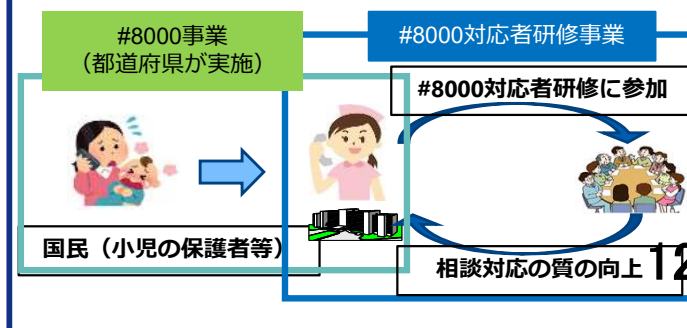 #8000事業
（都道府県が実施）
#8000対応者研修事業
#8000対応者研修に参加
国民（小児の保護者等）
相談対応の質の向上
12